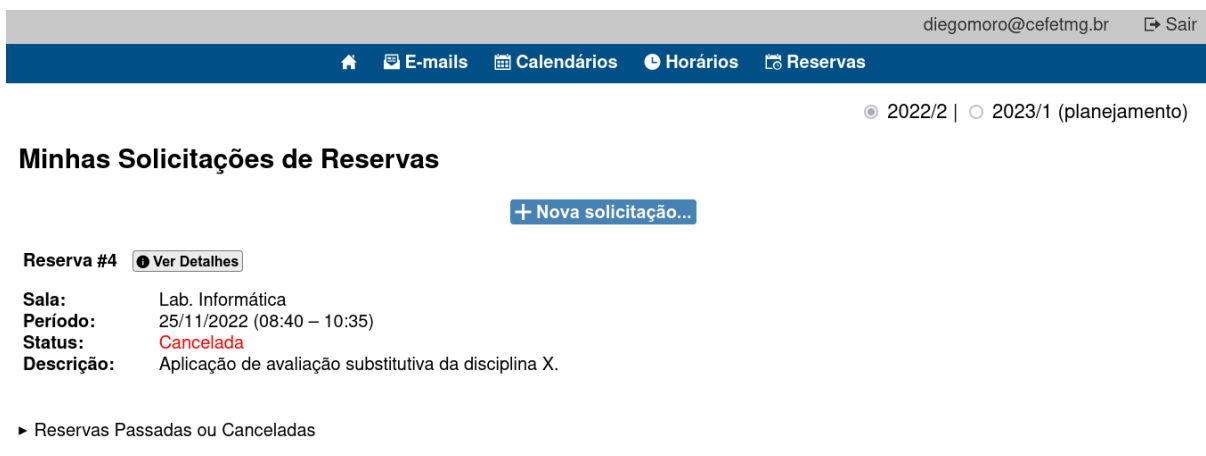 diegomoro@cefetmg.br Sair
E-mails Calendários Horários Reservas
2022/2 | 2023/1 (planejamento)
Minhas Solicitações de Reservas
+ Nova solicitação...
Reserva #4 Ver Detalhes
Sala: Lab. Informática
Período: 25/11/2022 (08:40 – 10:35)
Status: Cancelada
Descrição: Aplicação de avaliação substitutiva da disciplina X.
Reservas Passadas ou Canceladas